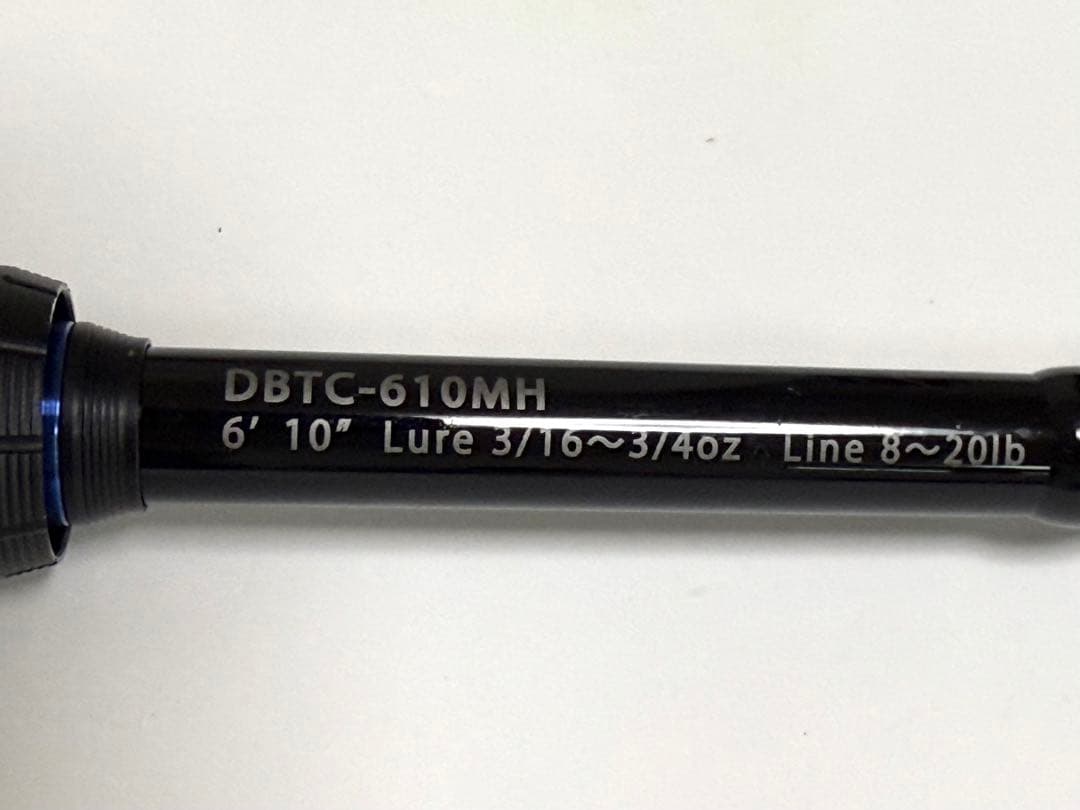 DBTC-610MH
6′ 10″ Lure 3/16～3/4oz Line 8～20lb